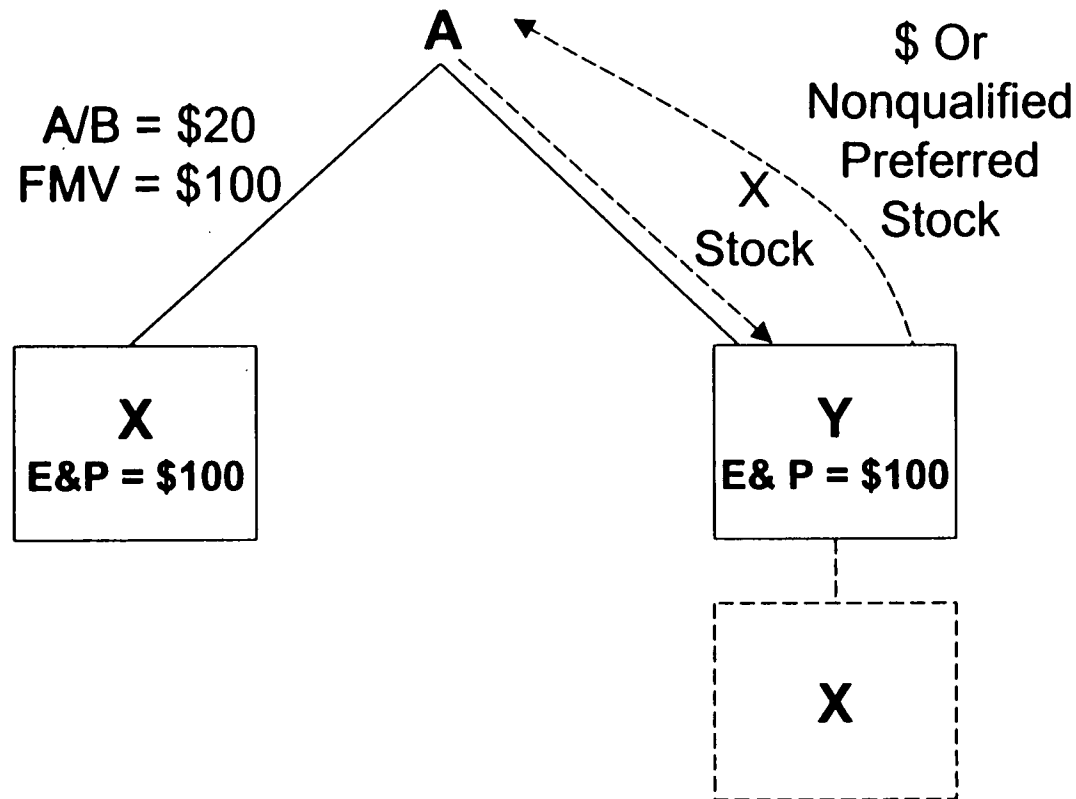 A
$ Or
Nonqualified
Preferred
Stock
A/B = $20
FMV = $100
X
Stock
X
E&P = $100
Y
E& P = $100
X